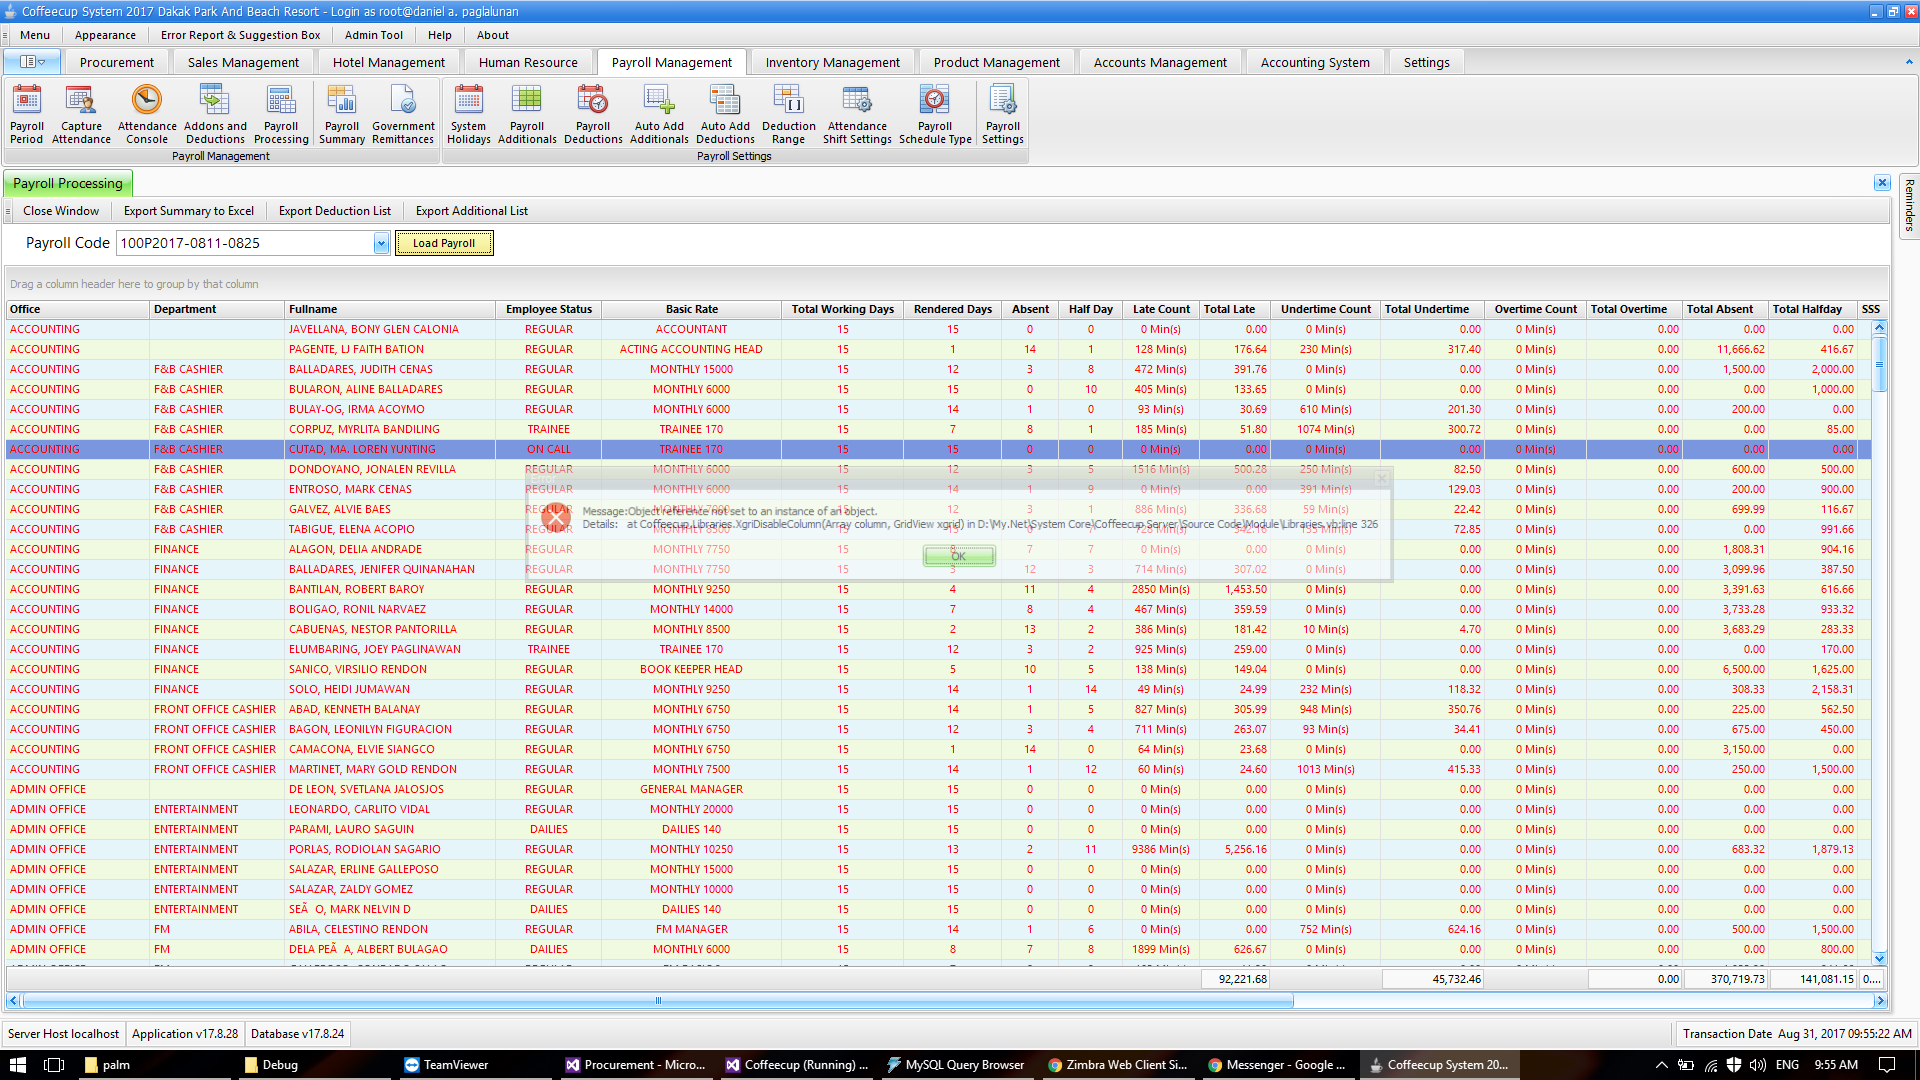 Coffeecup System 2017 Dakak Park And Beach Resort - Login as root@daniel a. paglalunan
Menu Appearance Error Report & Suggestion Box Admin Tool Help About
Procurement Sales Management Hotel Management Human Resource Payroll Management Inventory Management Product Management Accounts Management Accounting System Settings
Payroll Period Capture Attendance Attendance Console Addons and Deductions Payroll Processing Payroll Summary Government Remittances System Holidays Payroll Additionals Payroll Deductions Auto Add Additionals Auto Add Deductions Deduction Range Attendance Shift Settings Payroll Schedule Type Payroll Settings
Payroll Management Payroll Settings
Payroll Processing
Reminders
Close Window Export Summary to Excel Export Deduction List Export Additional List
Payroll Code 100P2017-0811-0825 Load Payroll
Drag a column header here to group by that column
Office Department Fullname Employee Status Basic Rate Total Working Days Rendered Days Absent Half Day Late Count Total Late Undertime Count Total Undertime Overtime Count Total Overtime Total Absent Total Halfday SSS
ACCOUNTING JAVELLANA, BONY GLEN CALONIA REGULAR ACCOUNTANT 15 15 0 0 0 Min(s) 0.00 0 Min(s) 0.00 0 Min(s) 0.00 0.00 0.00
ACCOUNTING PAGENTE, LJ FAITH BATION REGULAR ACTING ACCOUNTING HEAD 15 1 14 1 128 Min(s) 176.64 230 Min(s) 317.40 0 Min(s) 0.00 11,666.62 416.67
ACCOUNTING F&B CASHIER BALLADARES, JUDITH CENAS REGULAR MONTHLY 15000 15 12 3 8 472 Min(s) 391.76 0 Min(s) 0.00 0 Min(s) 0.00 1,500.00 2,000.00
ACCOUNTING F&B CASHIER BULARON, ALINE BALLADARES REGULAR MONTHLY 6000 15 15 0 10 405 Min(s) 133.65 0 Min(s) 0.00 0 Min(s) 0.00 0.00 1,000.00
ACCOUNTING F&B CASHIER BULAY-OG, IRMA ACOYMO REGULAR MONTHLY 6000 15 14 1 0 93 Min(s) 30.69 610 Min(s) 201.30 0 Min(s) 0.00 200.00 0.00
ACCOUNTING F&B CASHIER CORPUZ, MYRLITA BANDILING TRAINEE TRAINEE 170 15 7 8 1 185 Min(s) 51.80 1074 Min(s) 300.72 0 Min(s) 0.00 0.00 85.00
ACCOUNTING F&B CASHIER CUTAD, MA. LOREN YUNTING ON CALL TRAINEE 170 15 15 0 0 0 Min(s) 0.00 0 Min(s) 0.00 0 Min(s) 0.00 0.00 0.00
ACCOUNTING F&B CASHIER DONDOYANO, JONALEN REVILLA REGULAR MONTHLY 6000 15 12 3 5 1516 Min(s) 500.28 250 Min(s) 82.50 0 Min(s) 0.00 600.00 500.00
ACCOUNTING F&B CASHIER ENTROSO, MARK CENAS REGULAR MONTHLY 6000 15 14 1 9 0 Min(s) 0.00 391 Min(s) 129.03 0 Min(s) 0.00 200.00 900.00
ACCOUNTING F&B CASHIER GALVEZ, ALVIE BAES 15 12 3 1 886 Min(s) 336.68 59 Min(s) 22.42 0 Min(s) 0.00 699.99 116.67
Message:Object reference not set to an instance of an object.
Details: at Coffeecup.Libraries.XgriDisableColumn(Array column, GridView xgrid) in D:\My.Net\System Core\Coffeecup Server\Source Code\Module\Libraries.vb:line 326
OK
ACCOUNTING F&B CASHIER TABIGUE, ELENA ACOPIO 72.85 0 Min(s) 0.00 0.00 991.66
ACCOUNTING FINANCE ALAGON, DELIA ANDRADE REGULAR MONTHLY 7750 15 7 7 0 Min(s) 0.00 0 Min(s) 0.00 0 Min(s) 0.00 1,808.31 904.16
ACCOUNTING FINANCE BALLADARES, JENIFER QUINANAHAN REGULAR MONTHLY 7750 15 3 12 3 714 Min(s) 307.02 0 Min(s) 0.00 0 Min(s) 0.00 3,099.96 387.50
ACCOUNTING FINANCE BANTILAN, ROBERT BAROY REGULAR MONTHLY 9250 15 4 11 4 2850 Min(s) 1,453.50 0 Min(s) 0.00 0 Min(s) 0.00 3,391.63 616.66
ACCOUNTING FINANCE BOLIGAO, RONIL NARVAEZ REGULAR MONTHLY 14000 15 7 8 4 467 Min(s) 359.59 0 Min(s) 0.00 0 Min(s) 0.00 3,733.28 933.32
ACCOUNTING FINANCE CABUENAS, NESTOR PANTORILLA REGULAR MONTHLY 8500 15 2 13 2 386 Min(s) 181.42 10 Min(s) 4.70 0 Min(s) 0.00 3,683.29 283.33
ACCOUNTING FINANCE ELUMBARING, JOEY PAGLINAWAN TRAINEE TRAINEE 170 15 12 3 2 925 Min(s) 259.00 0 Min(s) 0.00 0 Min(s) 0.00 0.00 170.00
ACCOUNTING FINANCE SANICO, VIRSILIO RENDON REGULAR BOOK KEEPER HEAD 15 5 10 5 138 Min(s) 149.04 0 Min(s) 0.00 0 Min(s) 0.00 6,500.00 1,625.00
ACCOUNTING FINANCE SOLO, HEIDI JUMAWAN REGULAR MONTHLY 9250 15 14 1 14 49 Min(s) 24.99 232 Min(s) 118.32 0 Min(s) 0.00 308.33 2,158.31
ACCOUNTING FRONT OFFICE CASHIER ABAD, KENNETH BALANAY REGULAR MONTHLY 6750 15 14 1 5 827 Min(s) 305.99 948 Min(s) 350.76 0 Min(s) 0.00 225.00 562.50
ACCOUNTING FRONT OFFICE CASHIER BAGON, LEONILYN FIGURACION REGULAR MONTHLY 6750 15 12 3 4 711 Min(s) 263.07 93 Min(s) 34.41 0 Min(s) 0.00 675.00 450.00
ACCOUNTING FRONT OFFICE CASHIER CAMACONA, ELVIE SIANGCO REGULAR MONTHLY 6750 15 1 14 0 64 Min(s) 23.68 0 Min(s) 0.00 0 Min(s) 0.00 3,150.00 0.00
ACCOUNTING FRONT OFFICE CASHIER MARTINET, MARY GOLD RENDON REGULAR MONTHLY 7500 15 14 1 12 60 Min(s) 24.60 1013 Min(s) 415.33 0 Min(s) 0.00 250.00 1,500.00
ADMIN OFFICE DE LEON, SVETLANA JALOSJOS REGULAR GENERAL MANAGER 15 15 0 0 0 Min(s) 0.00 0 Min(s) 0.00 0 Min(s) 0.00 0.00 0.00
ADMIN OFFICE ENTERTAINMENT LEONARDO, CARLITO VIDAL REGULAR MONTHLY 20000 15 15 0 0 0 Min(s) 0.00 0 Min(s) 0.00 0 Min(s) 0.00 0.00 0.00
ADMIN OFFICE ENTERTAINMENT PARAMI, LAURO SAGUIN DAILIES DAILIES 140 15 15 0 0 0 Min(s) 0.00 0 Min(s) 0.00 0 Min(s) 0.00 0.00 0.00
ADMIN OFFICE ENTERTAINMENT PORLAS, RODIOLAN SAGARIO REGULAR MONTHLY 10250 15 13 2 11 9386 Min(s) 5,256.16 0 Min(s) 0.00 0 Min(s) 0.00 683.32 1,879.13
ADMIN OFFICE ENTERTAINMENT SALAZAR, ERLINE GALLEPOSO REGULAR MONTHLY 15000 15 15 0 0 0 Min(s) 0.00 0 Min(s) 0.00 0 Min(s) 0.00 0.00 0.00
ADMIN OFFICE ENTERTAINMENT SALAZAR, ZALDY GOMEZ REGULAR MONTHLY 10000 15 15 0 0 0 Min(s) 0.00 0 Min(s) 0.00 0 Min(s) 0.00 0.00 0.00
ADMIN OFFICE ENTERTAINMENT SEÃ O, MARK NELVIN D DAILIES DAILIES 140 15 15 0 0 0 Min(s) 0.00 0 Min(s) 0.00 0 Min(s) 0.00 0.00 0.00
ADMIN OFFICE FM ABILA, CELESTINO RENDON REGULAR FM MANAGER 15 14 1 6 0 Min(s) 0.00 752 Min(s) 624.16 0 Min(s) 0.00 500.00 1,500.00
ADMIN OFFICE FM DELA PEÃ A, ALBERT BULAGAO DAILIES MONTHLY 6000 15 8 7 8 1899 Min(s) 626.67 0 Min(s) 0.00 0 Min(s) 0.00 0.00 800.00
92,221.68 45,732.46 0.00 370,719.73 141,081.15 0....
Server Host localhost Application v17.8.28 Database v17.8.24 Transaction Date Aug 31, 2017 09:55:22 AM
palm Debug TeamViewer Procurement - Micro... Coffeecup (Running) ... MySQL Query Browser Zimbra Web Client Si... Messenger - Google ... Coffeecup System 20... ENG 9:55 AM